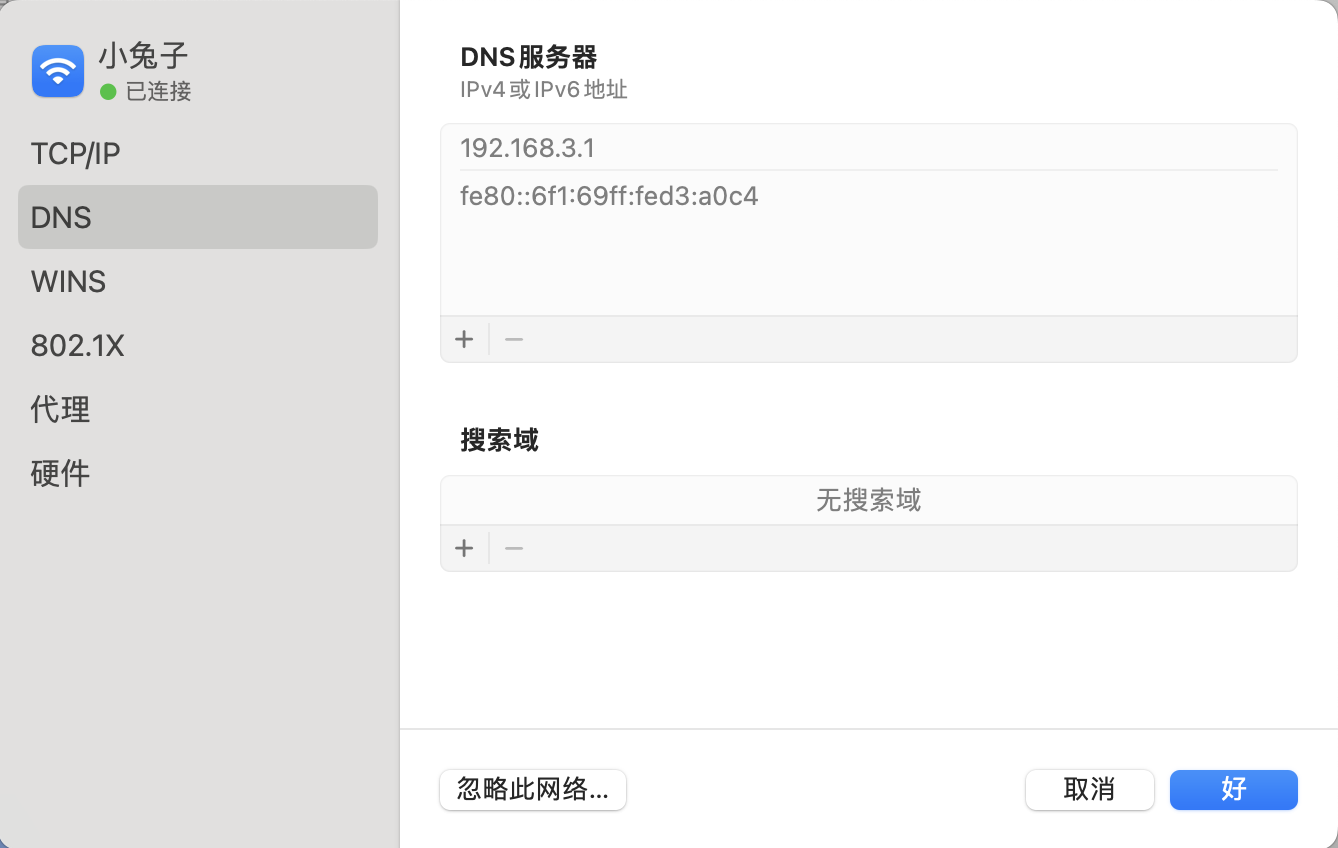 小兔子
已连接
TCP/IP
DNS
WINS
802.1X
代理
硬件
DNS服务器
IPv4或IPv6地址
192.168.3.1
fe80::6f1:69ff:fed3:a0c4
搜索域
无搜索域
忽略此网络...
取消
好